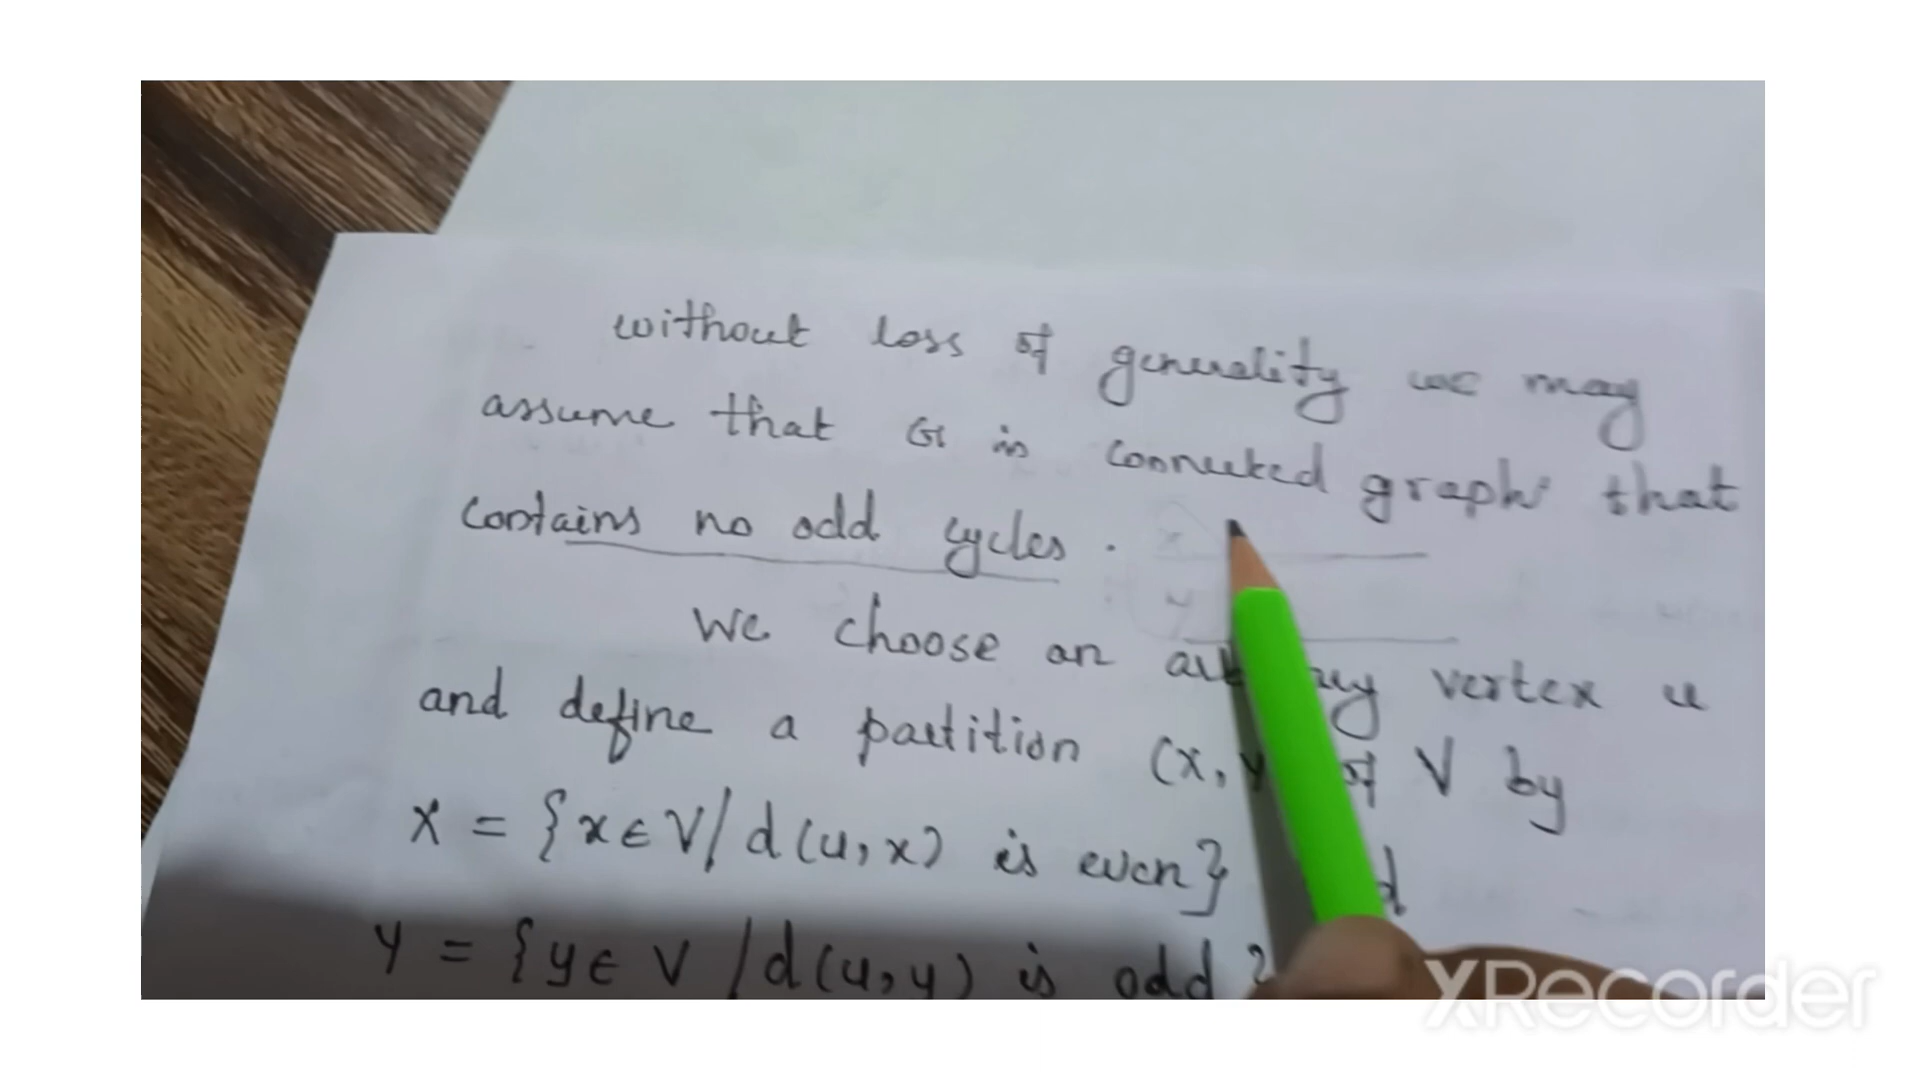 without loss of generality we may
assume that G is connected graph that
contains no odd cycles.
We choose an vertex u
and define a partition (x, y of V by
X = {x ∈ V / d(u, x) is even}
Y = {y ∈ V / d(u, y) is odd }
XRecorder